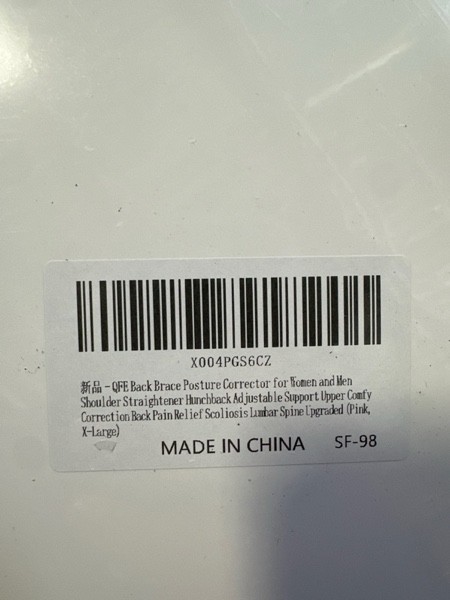 X004PGS6CZ
新品 - QFE Back Brace Posture Corrector for Women and Men
Shoulder Straightener Hunchback Adjustable Support Upper Comfy
Correction Back Pain Relief Scoliosis Lumbar Spine Upgraded (Pink,
X-Large)
MADE IN CHINA SF-98